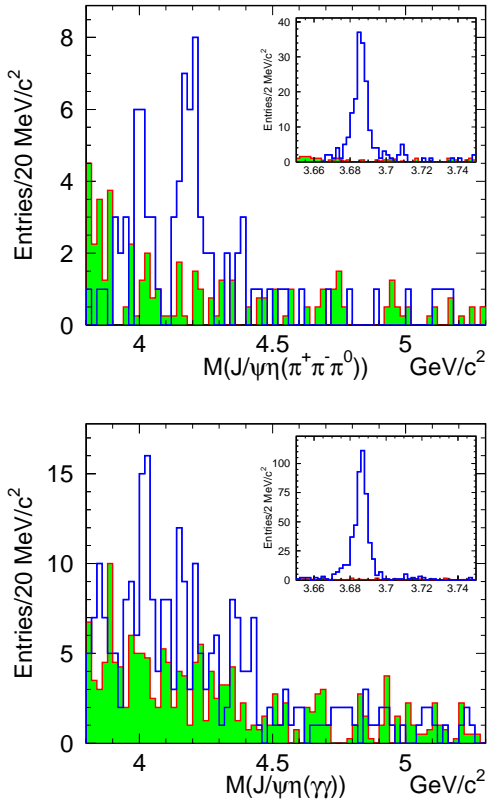 Entries/20 MeV/c²
8
6
4
2
0
Entries/2 MeV/c²
40
30
20
10
0
3.66 3.68 3.7 3.72 3.74
4 4.5 5
M(J/ψη(π⁺π⁻π⁰)) GeV/c²
Entries/20 MeV/c²
15
10
5
0
Entries/2 MeV/c²
100
75
50
25
0
3.66 3.68 3.7 3.72 3.74
4 4.5 5
M(J/ψη(γγ)) GeV/c²